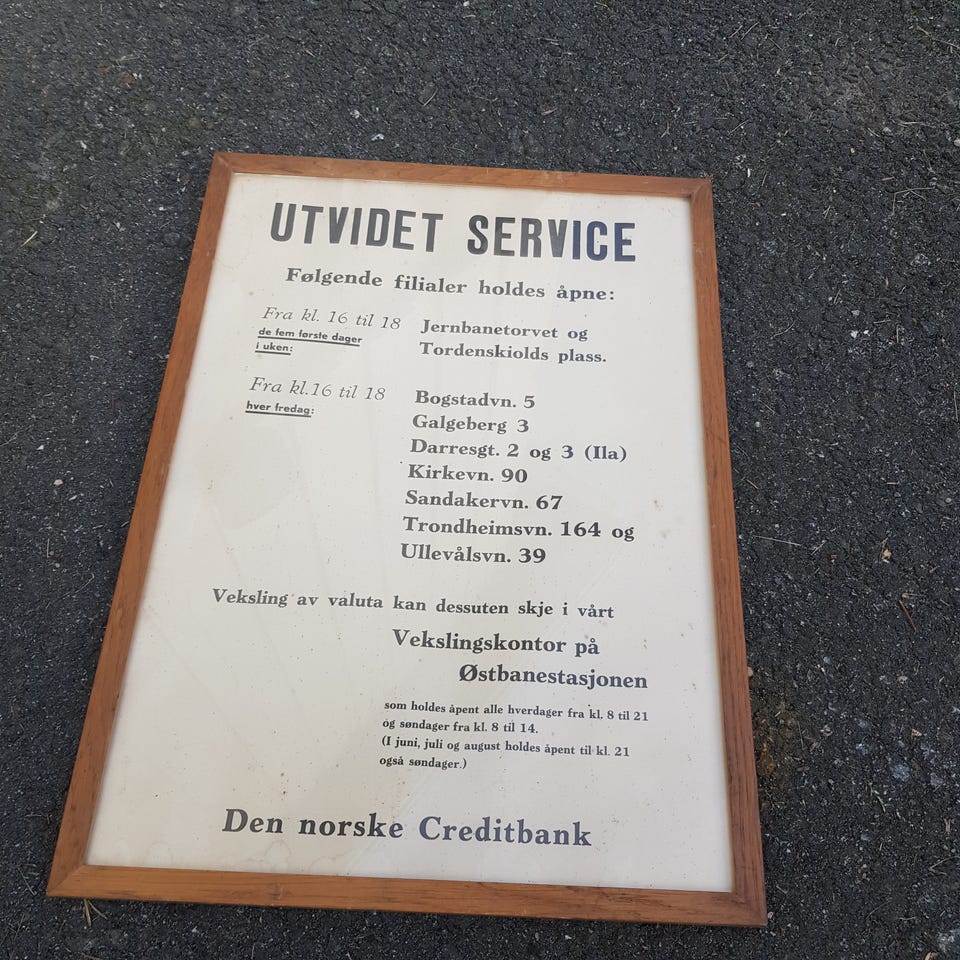 UTVIDET SERVICE
Følgende filialer holdes åpne:
Fra kl. 16 til 18
de fem første dager
i uken:
Jernbanetorvet og
Tordenskiolds plass.
Fra kl.16 til 18
hver fredag:
Bogstadvn. 5
Galgeberg 3
Darresgt. 2 og 3 (Ila)
Kirkevn. 90
Sandakervn. 67
Trondheimsvn. 164 og
Ullevålsvn. 39
Veksling av valuta kan dessuten skje i vårt
Vekslingskontor på
Østbanestasjonen
som holdes åpent alle hverdager fra kl. 8 til 21
og søndager fra kl. 8 til 14.
(I juni, juli og august holdes åpent til kl. 21
også søndager.)
Den norske Creditbank